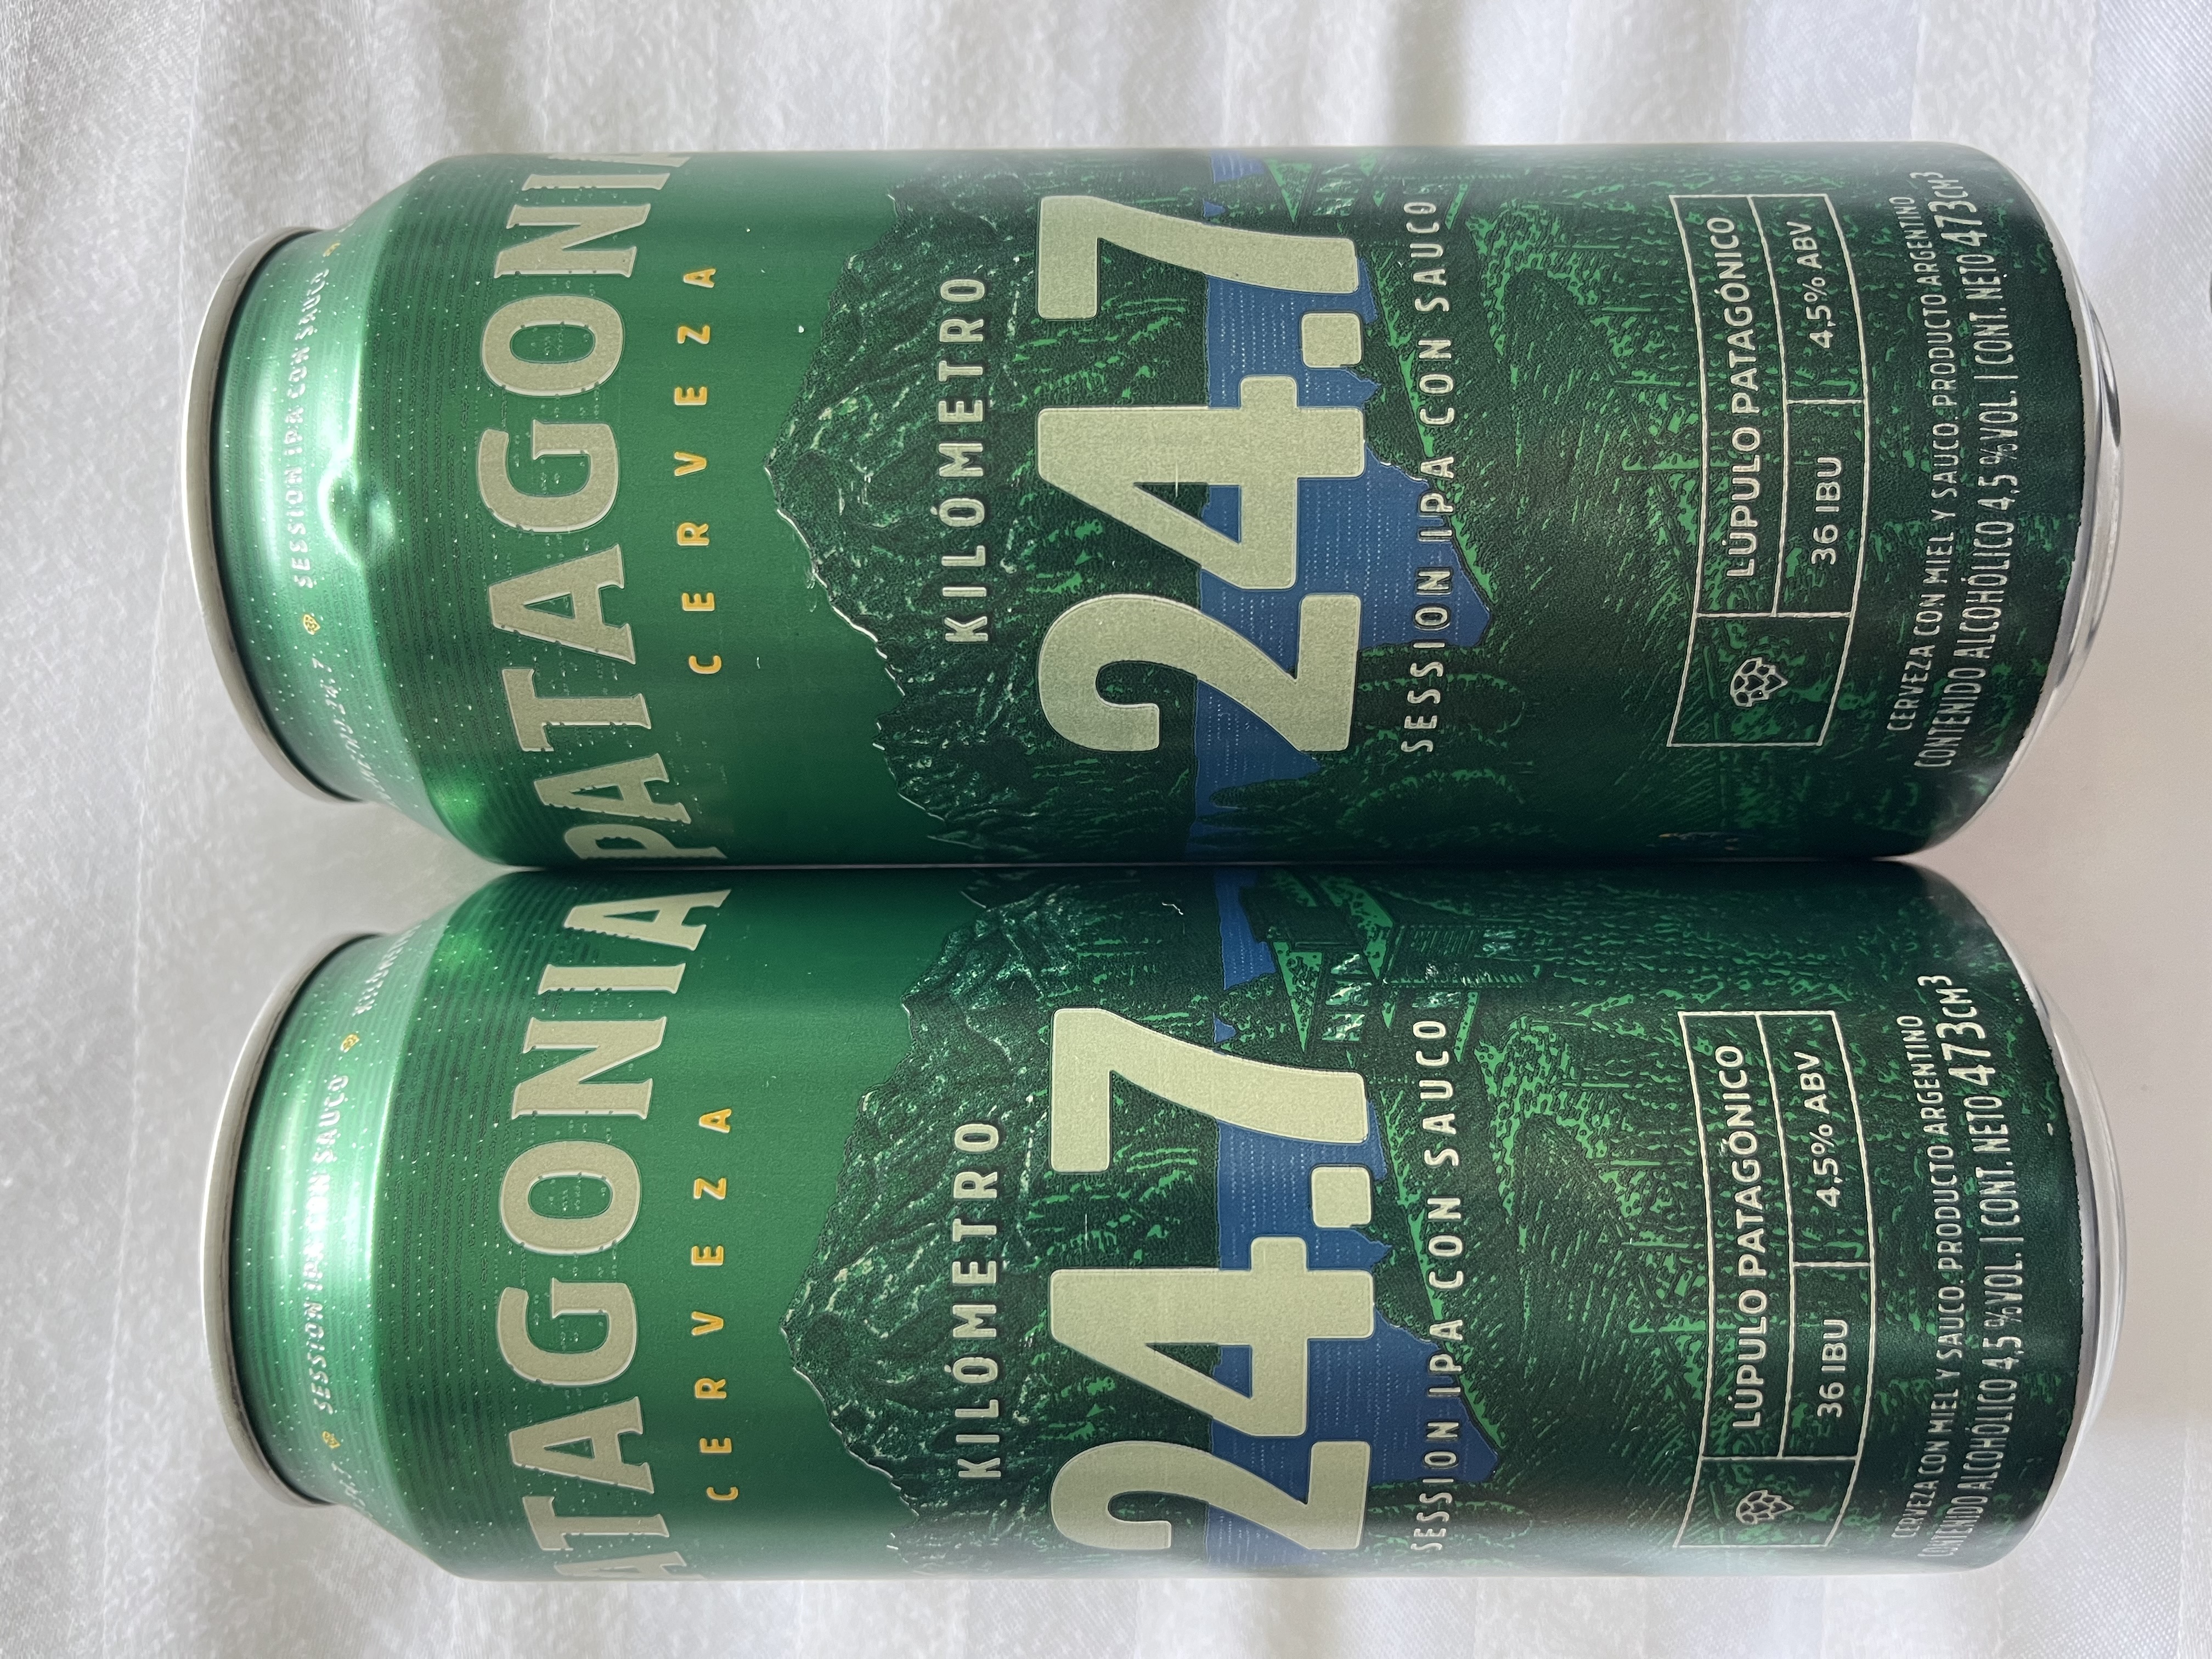 SESSION IPA CON SAUCO
24.7
PATAGONIA
CERVEZA
KILÓMETRO
24.7
SESSION IPA CON SAUCO
LÚPULO PATAGÓNICO
36 IBU
4,5% ABV
CERVEZA CON MIEL Y SAUCO. PRODUCTO ARGENTINO
CONTENIDO ALCOHÓLICO 4,5 %VOL. | CONT. NETO 473CM³
SESSION IPA CON SAUCO
ATAGONIA
CERVEZA
KILÓMETRO
24.7
SESSION IPA CON SAUCO
LÚPULO PATAGÓNICO
36 IBU
4,5% ABV
CERVEZA CON MIEL Y SAUCO. PRODUCTO ARGENTINO
CONTENIDO ALCOHÓLICO 4,5 %VOL. | CONT. NETO 473CM³